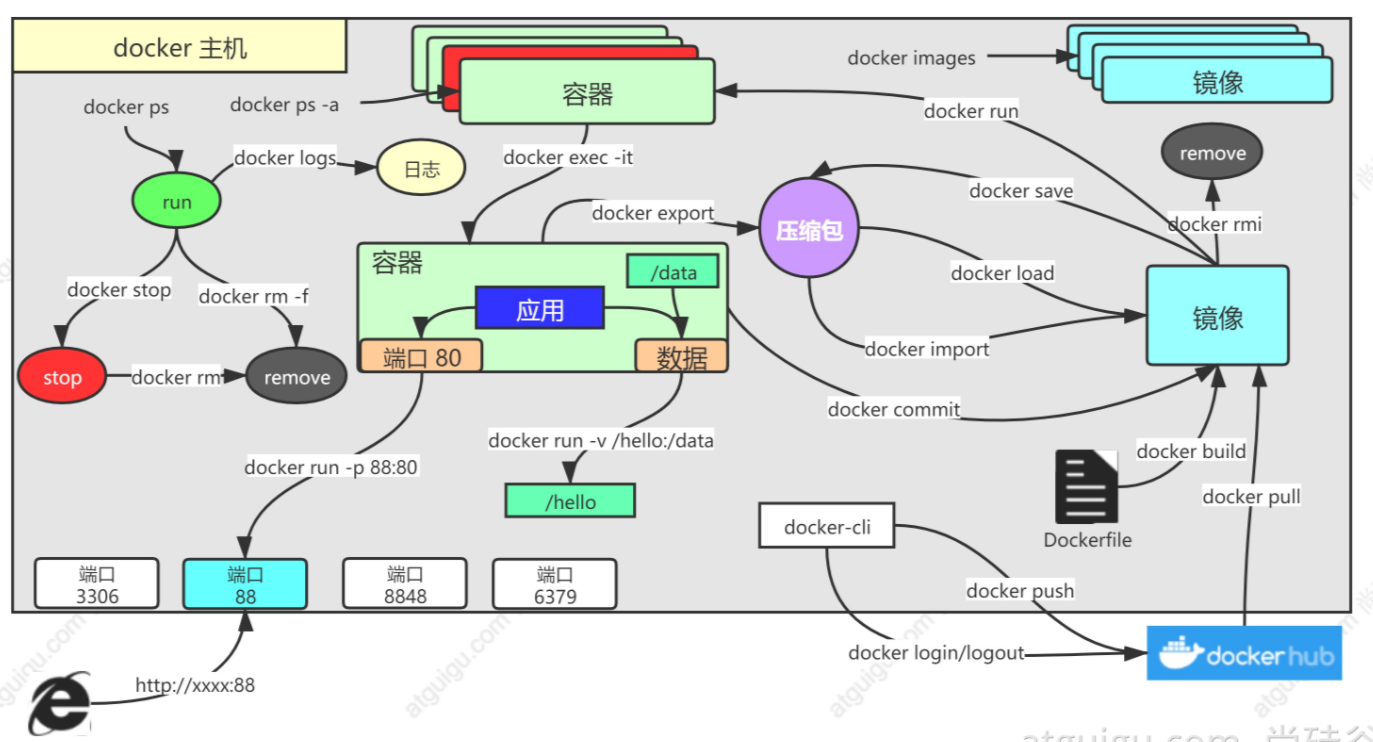 docker 主机
容器
docker images
镜像
docker ps
docker ps -a
docker run
docker logs
日志
docker exec -it
remove
run
docker export
压缩包
docker save
docker rmi
容器
/data
docker load
docker stop
docker rm -f
应用
镜像
端口 80
数据
docker import
stop
docker rm
remove
docker commit
docker run -v /hello:/data
docker build
docker run -p 88:80
/hello
docker pull
docker-cli
Dockerfile
端口
3306
端口
88
端口
8848
端口
6379
docker push
docker login/logout
dockerhub
http://xxxx:88
atguigu.com
atguigu.com
atguigu.com 尚硅谷